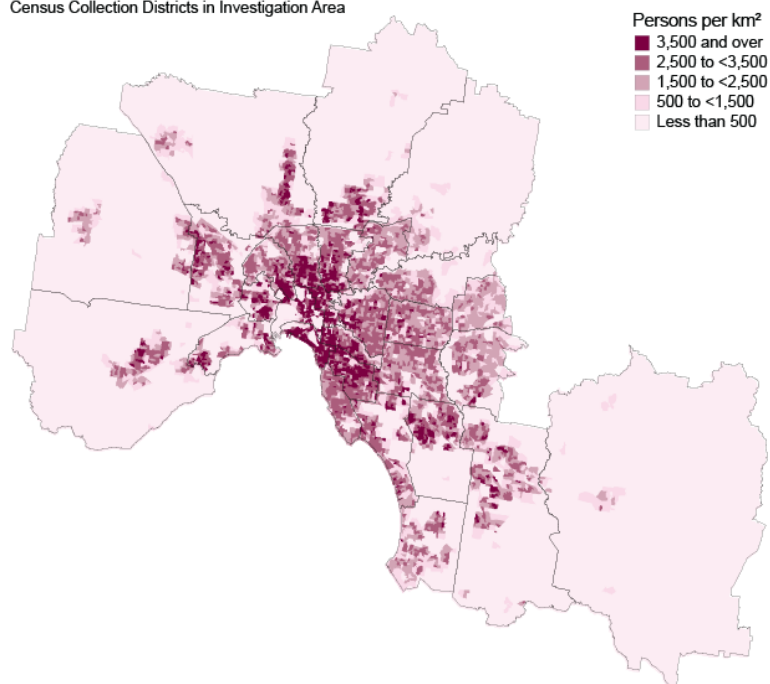 Census Collection Districts in Investigation Area
Persons per km²
3,500 and over
2,500 to <3,500
1,500 to <2,500
500 to <1,500
Less than 500